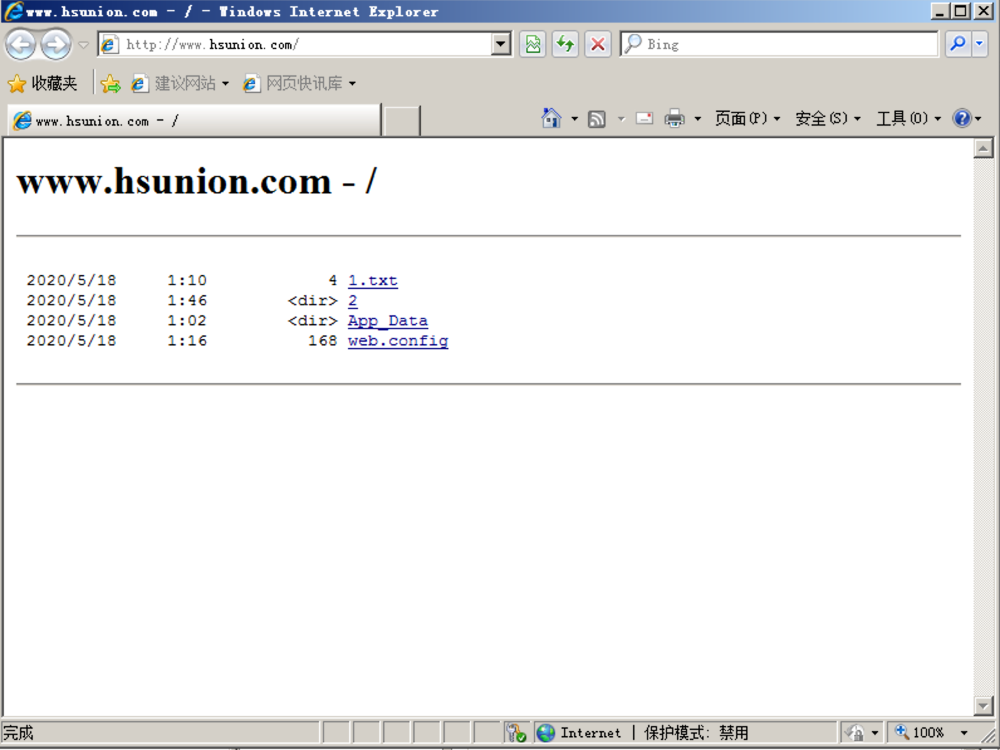 www.hsunion.com - / - Windows Internet Explorer
http://www.hsunion.com/
Bing
收藏夹
建议网站
网页快讯库
www.hsunion.com - /
页面(P)
安全(S)
工具(O)
www.hsunion.com - /
2020/5/18 1:10 4 1.txt
2020/5/18 1:46 <dir> 2
2020/5/18 1:02 <dir> App_Data
2020/5/18 1:16 168 web.config
完成
Internet | 保护模式: 禁用
100%